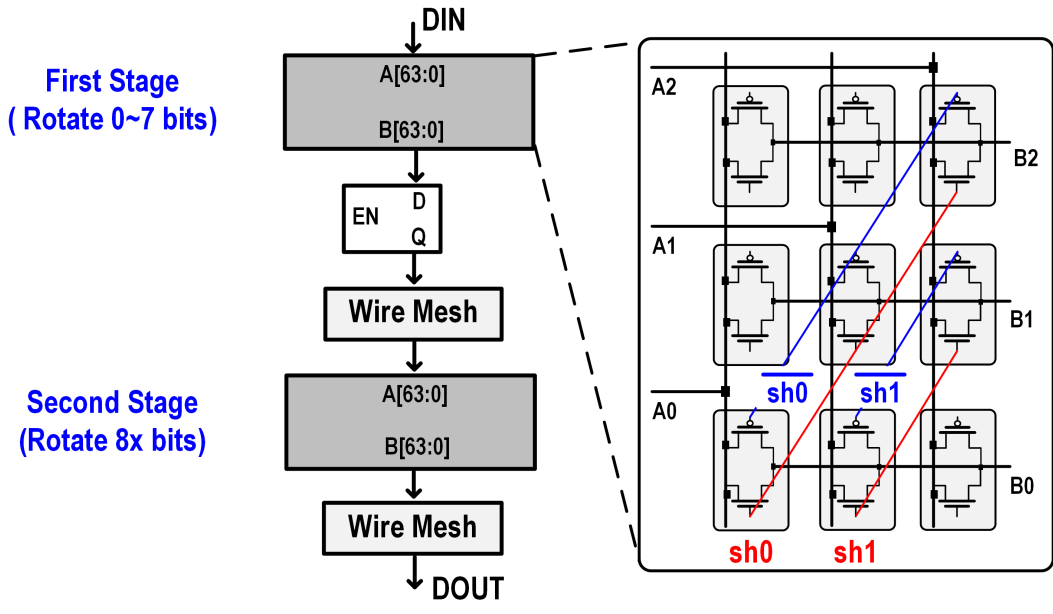 DIN
First Stage
( Rotate 0~7 bits)
A[63:0]
B[63:0]
EN
D
Q
Wire Mesh
Second Stage
(Rotate 8x bits)
A[63:0]
B[63:0]
Wire Mesh
DOUT
A2
B2
A1
B1
sh0
sh1
A0
B0
sh0
sh1